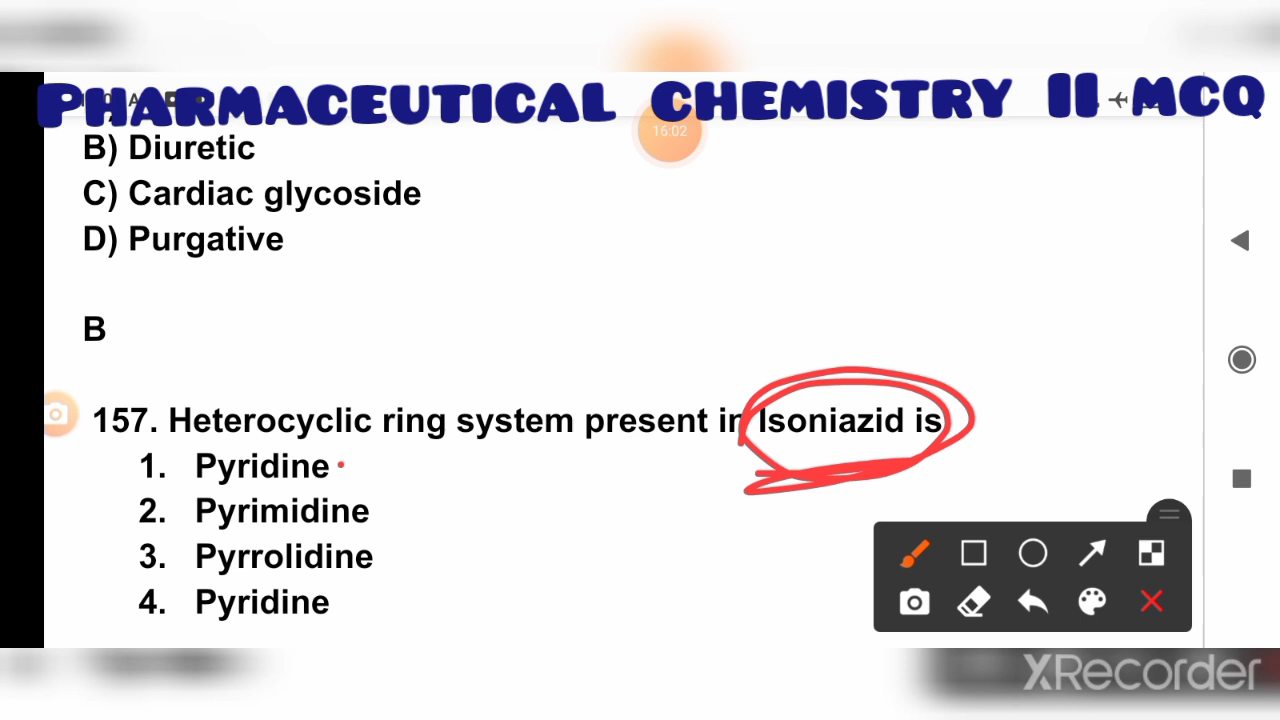 PHARMACEUTICAL CHEMISTRY II MCQ
16:02
B) Diuretic
C) Cardiac glycoside
D) Purgative
B
157. Heterocyclic ring system present in Isoniazid is
1. Pyridine
2. Pyrimidine
3. Pyrrolidine
4. Pyridine
XRecorder